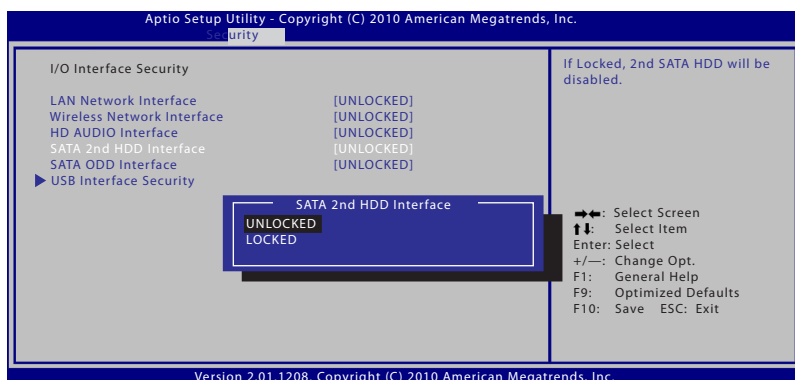 Aptio Setup Utility - Copyright (C) 2010 American Megatrends, Inc.
Security
I/O Interface Security
LAN Network Interface [UNLOCKED]
Wireless Network Interface [UNLOCKED]
HD AUDIO Interface [UNLOCKED]
SATA 2nd HDD Interface [UNLOCKED]
SATA ODD Interface [UNLOCKED]
USB Interface Security
SATA 2nd HDD Interface
UNLOCKED
LOCKED
If Locked, 2nd SATA HDD will be
disabled.
: Select Screen
: Select Item
Enter: Select
+/—: Change Opt.
F1: General Help
F9: Optimized Defaults
F10: Save ESC: Exit
Version 2.01.1208. Copyright (C) 2010 American Megatrends, Inc.